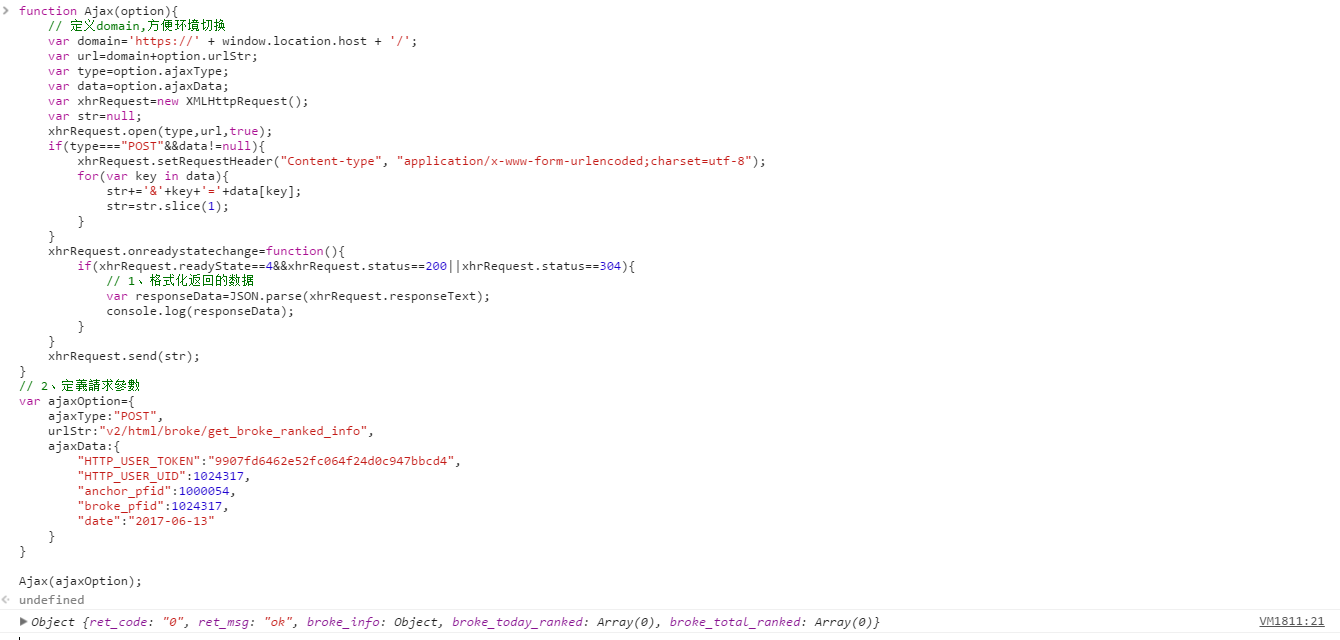 function Ajax(option){
// 定义domain,方便环境切换
var domain='https://' + window.location.host + '/';
var url=domain+option.urlStr;
var type=option.ajaxType;
var data=option.ajaxData;
var xhrRequest=new XMLHttpRequest();
var str=null;
xhrRequest.open(type,url,true);
if(type==="POST"&&data!=null){
xhrRequest.setRequestHeader("Content-type", "application/x-www-form-urlencoded;charset=utf-8");
for(var key in data){
str+='&'+key+'='+data[key];
str=str.slice(1);
}
}
xhrRequest.onreadystatechange=function(){
if(xhrRequest.readyState==4&&xhrRequest.status==200||xhrRequest.status==304){
// 1、格式化返回的数据
var responseData=JSON.parse(xhrRequest.responseText);
console.log(responseData);
}
}
xhrRequest.send(str);
}
// 2、定義請求參數
var ajaxOption={
ajaxType:"POST",
urlStr:"v2/html/broke/get_broke_ranked_info",
ajaxData:{
"HTTP_USER_TOKEN":"9907fd6462e52fc064f24d0c947bbcd4",
"HTTP_USER_UID":1024317,
"anchor_pfid":1000054,
"broke_pfid":1024317,
"date":"2017-06-13"
}
}
Ajax(ajaxOption);
undefined
Object {ret_code: "0", ret_msg: "ok", broke_info: Object, broke_today_ranked: Array(0), broke_total_ranked: Array(0)} VM1811:21